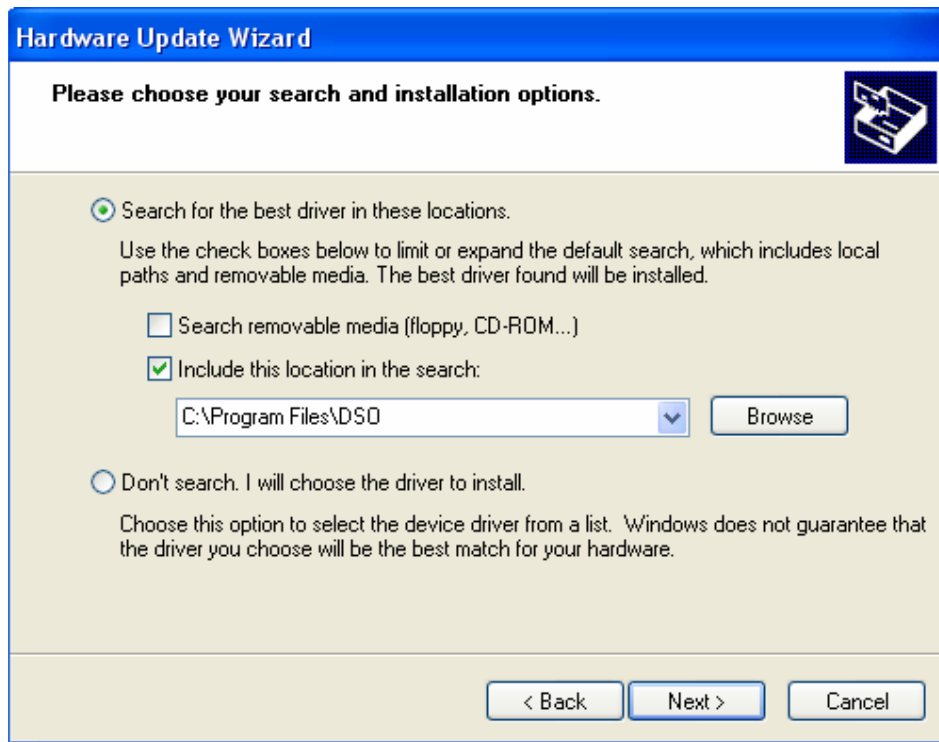 Hardware Update Wizard
Please choose your search and installation options.
Search for the best driver in these locations.
Use the check boxes below to limit or expand the default search, which includes local
paths and removable media. The best driver found will be installed.
Search removable media (floppy, CD-ROM...)
Include this location in the search:
C:\Program Files\DSO
Browse
Don't search. I will choose the driver to install.
Choose this option to select the device driver from a list.  Windows does not guarantee that
the driver you choose will be the best match for your hardware.
< Back
Next >
Cancel